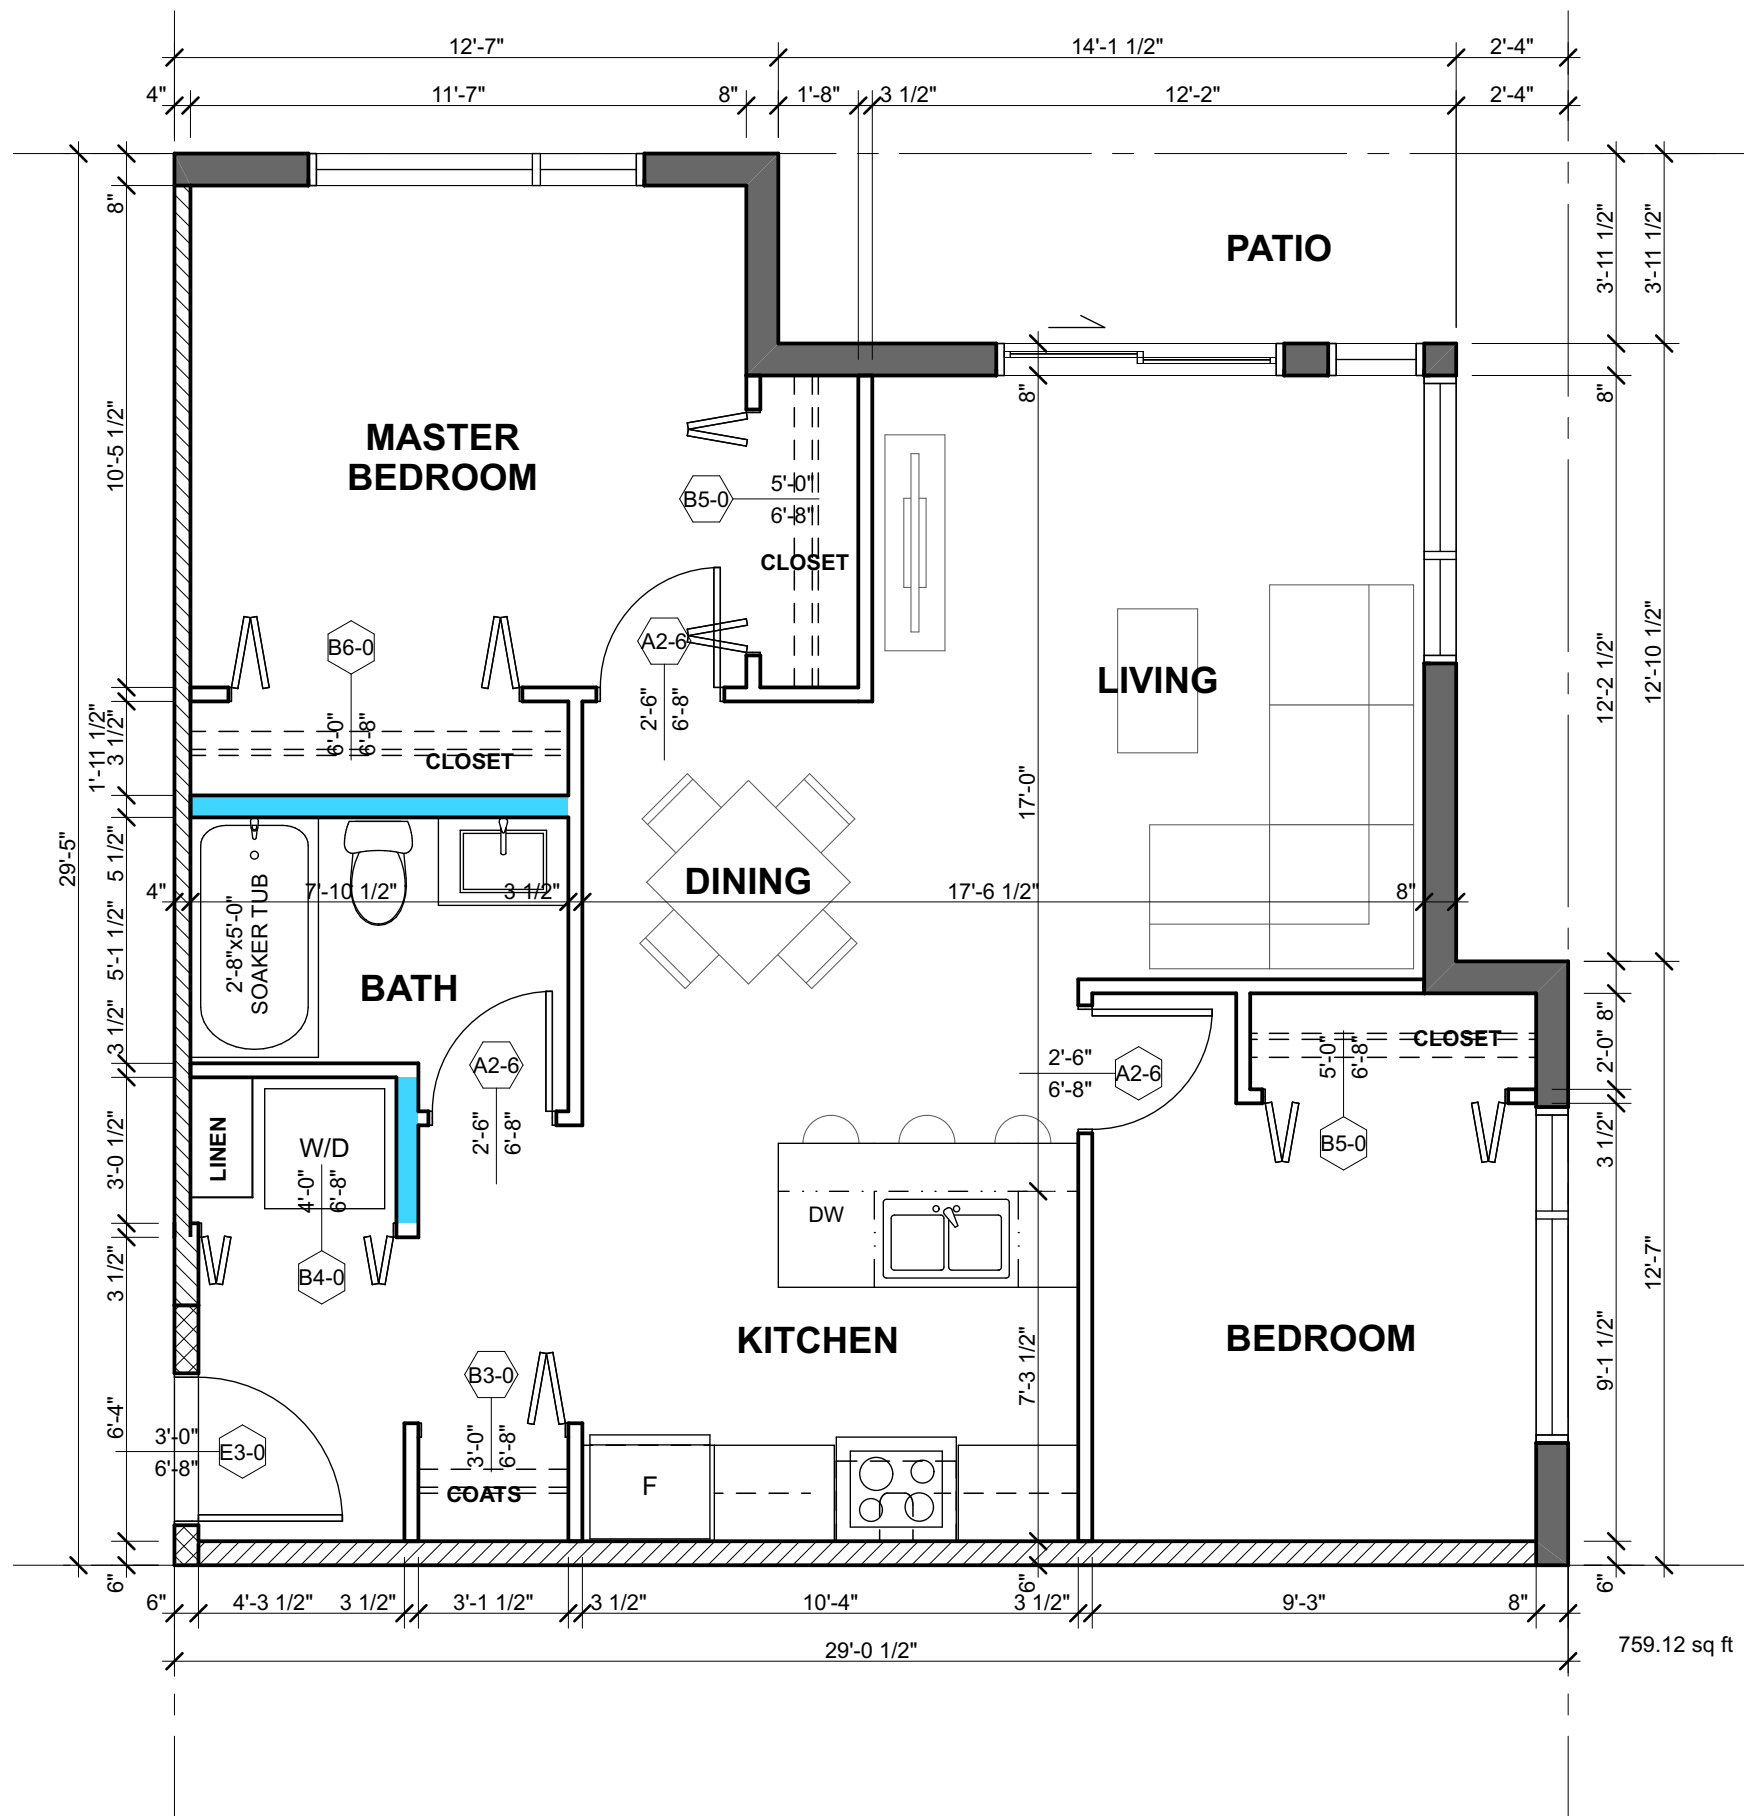 12'-7"
14'-1 1/2"
2'-4"
4"
11'-7"
8"
1'-8"
3 1/2"
12'-2"
2'-4"
8"
10'-5 1/2"
3 1/2"
1'-11 1/2"
5 1/2"
5'-1 1/2"
3 1/2"
3'-0 1/2"
3 1/2"
6'-4"
6"
29'-5"
PATIO
3'-11 1/2"
3'-11 1/2"
8"
8"
MASTER
BEDROOM
B5-0
5'-0"
6'-8"
CLOSET
B6-0
6'-0"
6'-8"
A2-6
2'-6"
6'-8"
CLOSET
LIVING
12'-2 1/2"
12'-10 1/2"
17'-0"
DINING
4"
7'-10 1/2"
3 1/2"
17'-6 1/2"
8"
2'-8"x5'-0"
SOAKER TUB
BATH
A2-6
2'-6"
6'-8"
2'-6"
6'-8"
A2-6
CLOSET
5'-0"
6'-8"
B5-0
8"
2'-0"
3 1/2"
12'-7"
9'-1 1/2"
6"
LINEN
W/D
4'-0"
6'-8"
B4-0
DW
KITCHEN
BEDROOM
7'-3 1/2"
B3-0
3'-0"
6'-8"
COATS
3'-0"
6'-8"
E3-0
F
6"
6"
4'-3 1/2"
3 1/2"
3'-1 1/2"
3 1/2"
10'-4"
3 1/2"
9'-3"
8"
29'-0 1/2"
759.12 sq ft